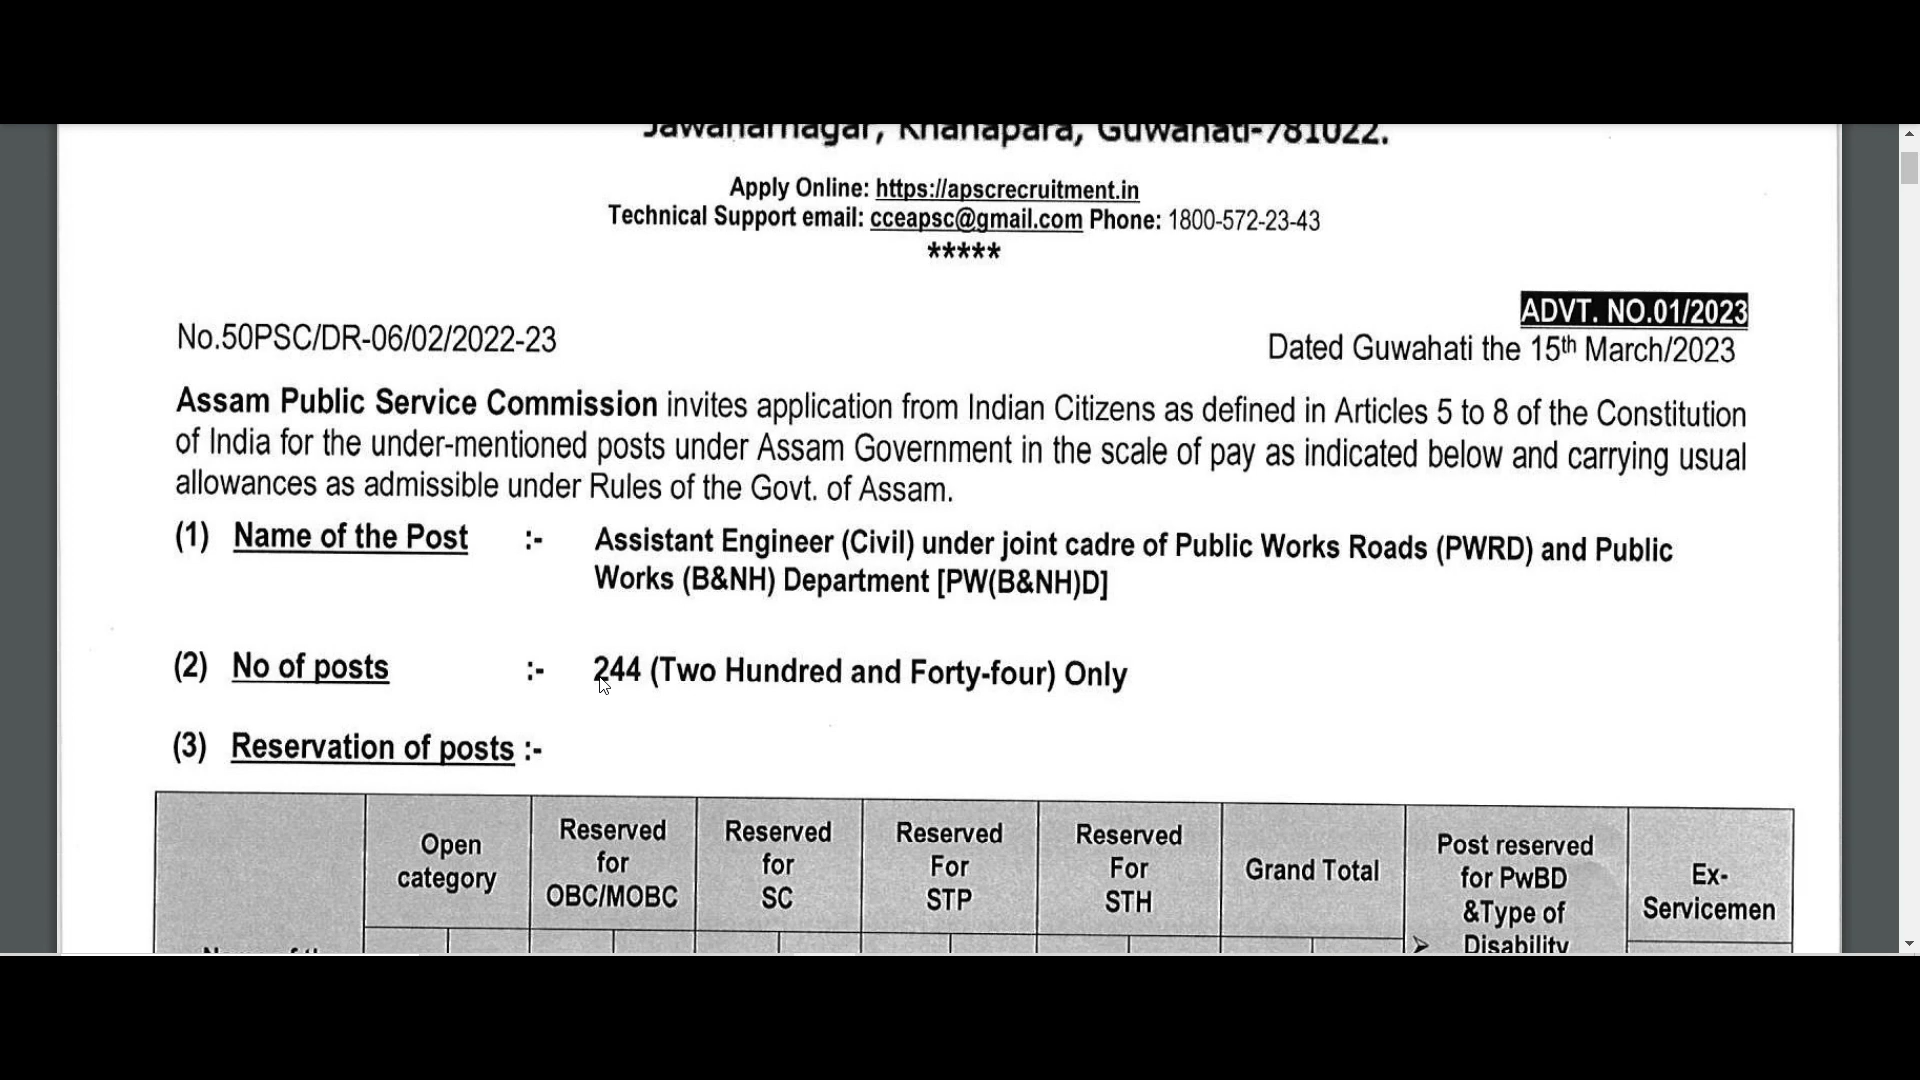 Jawaharnagar, Khanapara, Guwahati-781022.
Apply Online: https://apscrecruitment.in
Technical Support email: cceapsc@gmail.com Phone: 1800-572-23-43
*****
ADVT. NO.01/2023
No.50PSC/DR-06/02/2022-23
Dated Guwahati the 15th March/2023
Assam Public Service Commission invites application from Indian Citizens as defined in Articles 5 to 8 of the Constitution
of India for the under-mentioned posts under Assam Government in the scale of pay as indicated below and carrying usual
allowances as admissible under Rules of the Govt. of Assam.
(1) Name of the Post :- Assistant Engineer (Civil) under joint cadre of Public Works Roads (PWRD) and Public
Works (B&NH) Department [PW(B&NH)D]
(2) No of posts :- 244 (Two Hundred and Forty-four) Only
(3) Reservation of posts :-
Open
category
Reserved
for
OBC/MOBC
Reserved
for
SC
Reserved
For
STP
Reserved
For
STH
Grand Total
Post reserved
for PwBD
&Type of
➢ Disability
Ex-
Servicemen